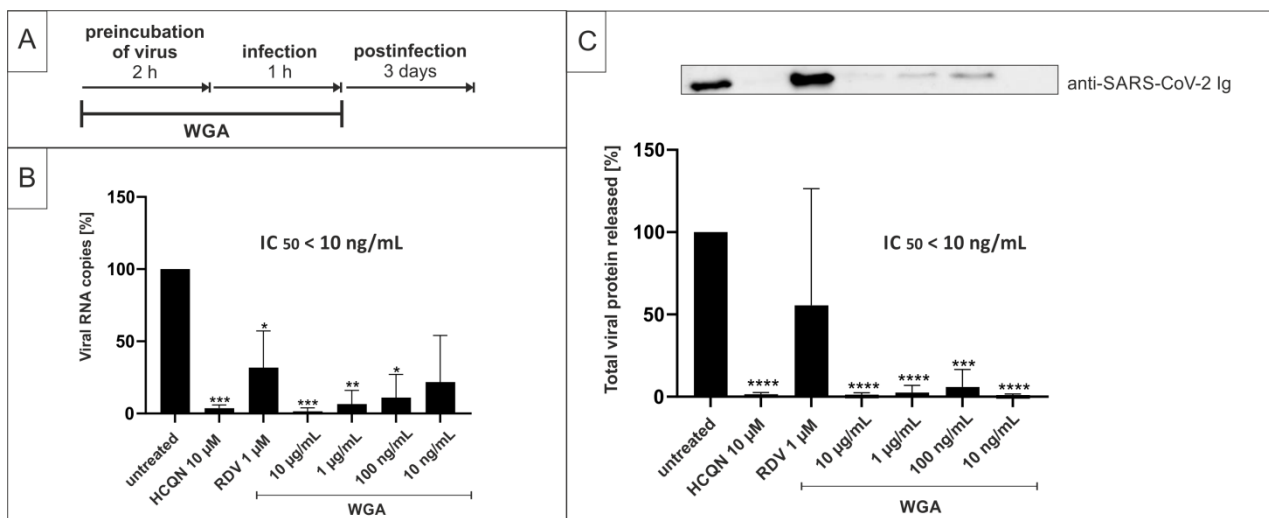 A
preincubation
of virus
2 h
infection
1 h
postinfection
3 days
WGA
B
Viral RNA copies [%]
150
100
50
0
IC 50 < 10 ng/mL
***
*
***
**
*
untreated
HCQN 10 µM
RDV 1 µM
10 µg/mL
1 µg/mL
100 ng/mL
10 ng/mL
WGA
C
anti-SARS-CoV-2 Ig
Total viral protein released [%]
150
100
50
0
IC 50 < 10 ng/mL
****
****
****
***
****
untreated
HCQN 10 µM
RDV 1 µM
10 µg/mL
1 µg/mL
100 ng/mL
10 ng/mL
WGA